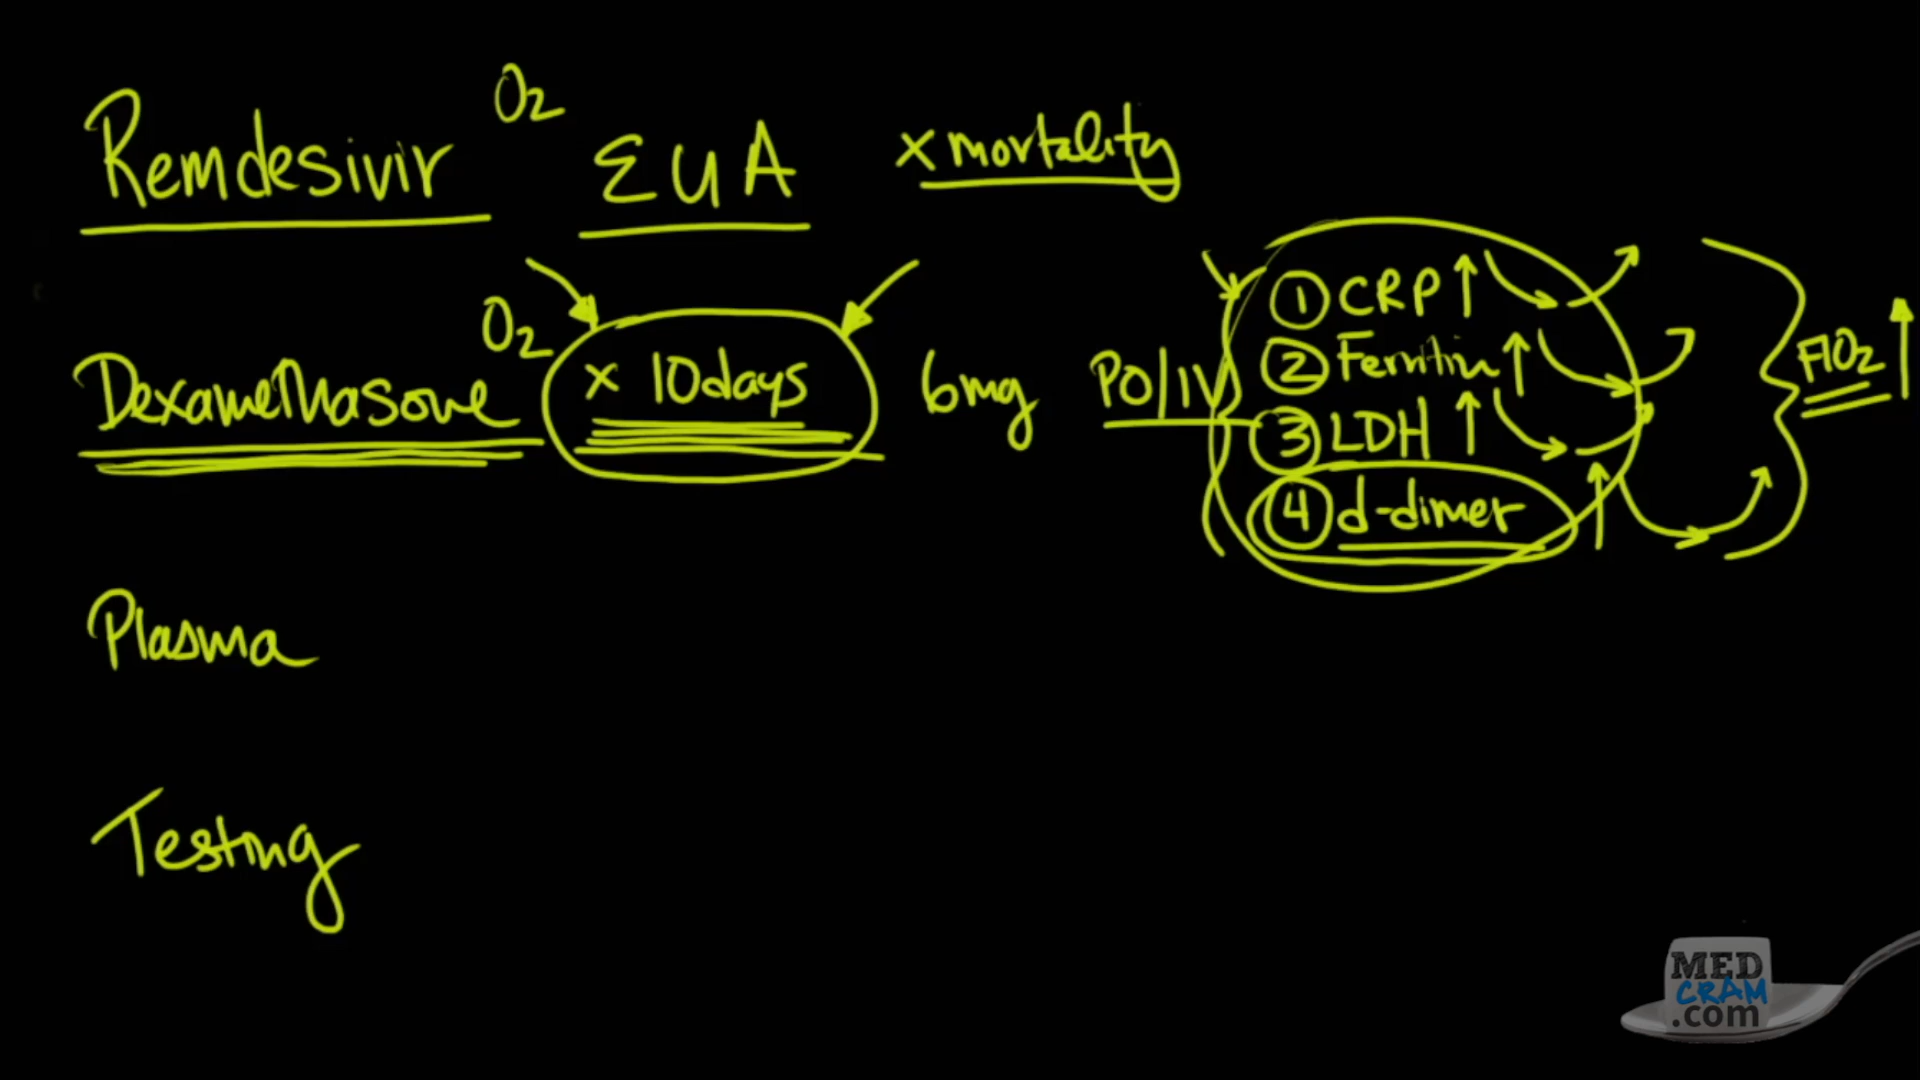 Remdesivir O2 EUA x mortality
Dexamethasone O2 x 10days 6mg PO/IV
① CRP ↑
② Ferritin ↑
③ LDH ↑
④ d-dimer ↑
FIO2 ↑
Plasma
Testing
MED
CRAM
.com